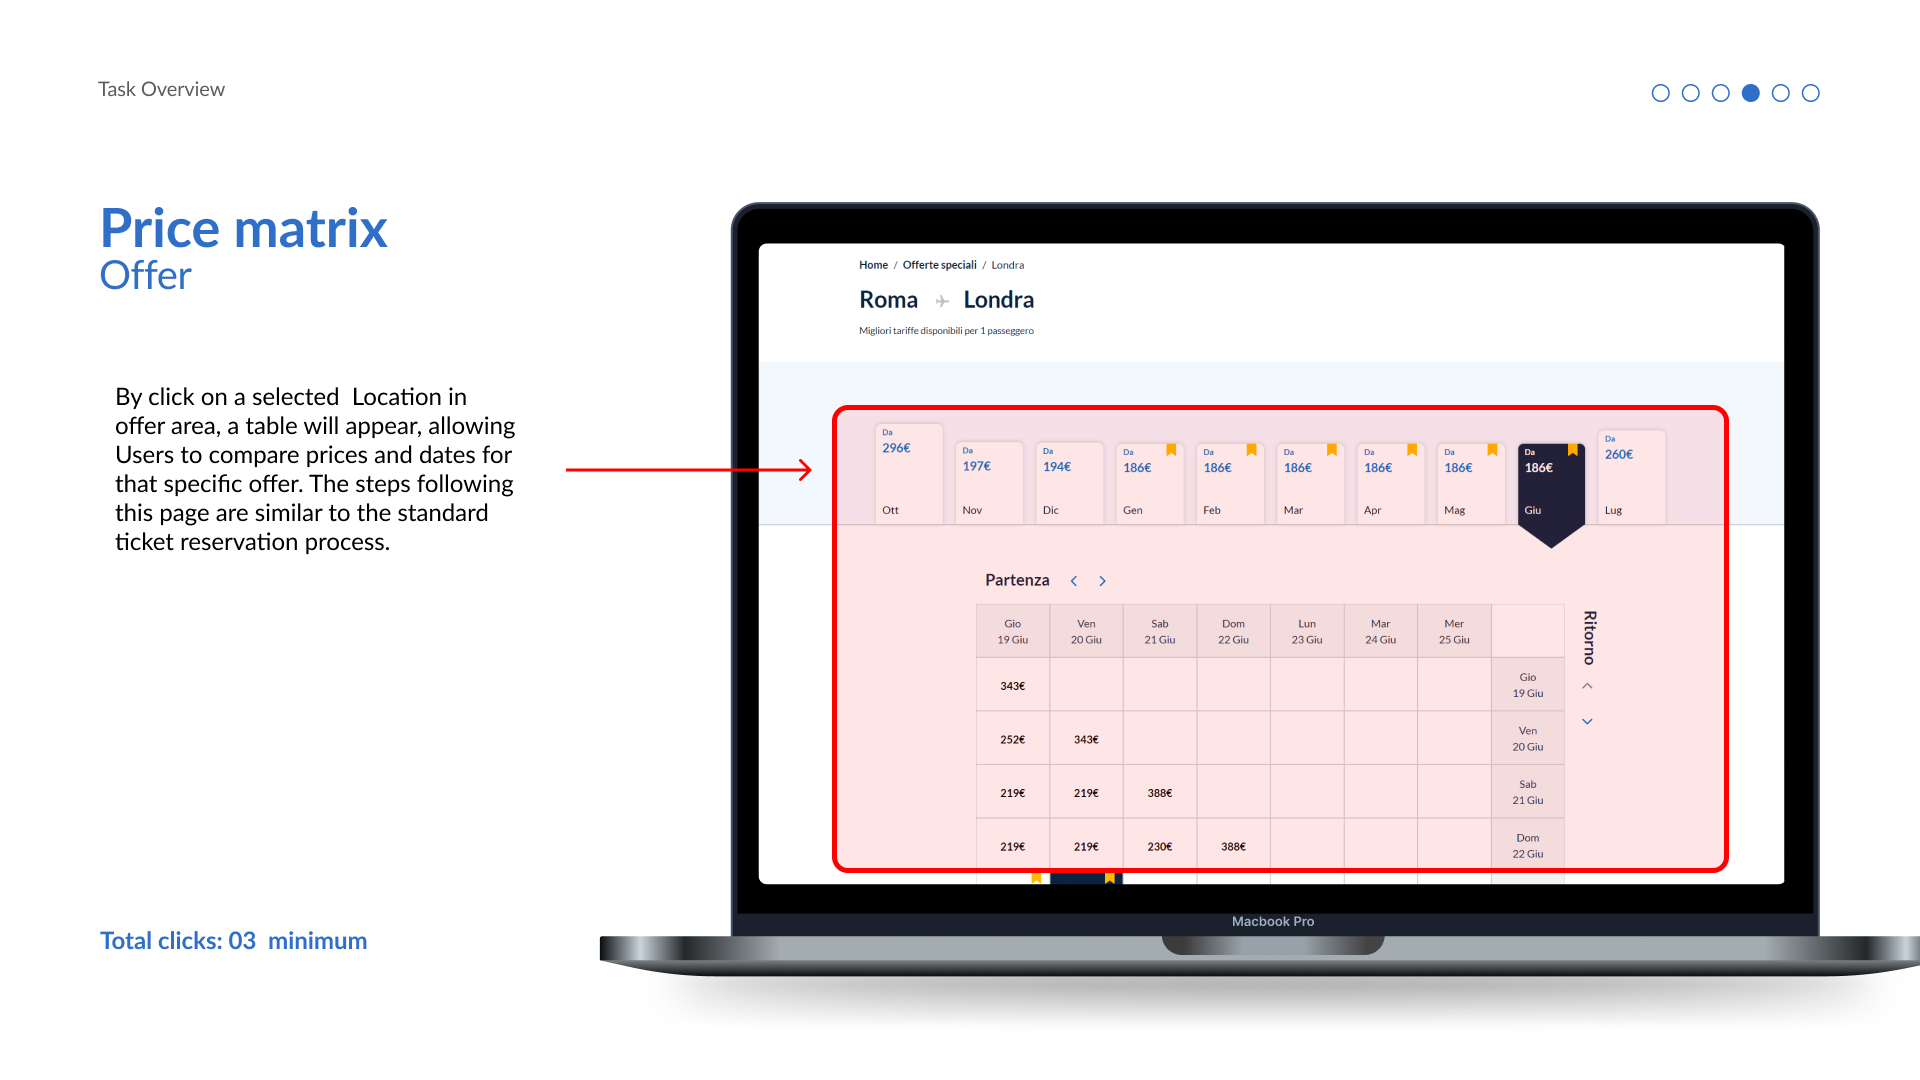 Task Overview
Price matrix
Offer
By click on a selected  Location in
offer area, a table will appear, allowing
Users to compare prices and dates for
that specific offer. The steps following
this page are similar to the standard
ticket reservation process.
Total clicks: 03  minimum
Home / Offerte speciali / Londra
Roma Londra
Migliori tariffe disponibili per 1 passeggero
Da Da Da Da Da Da Da Da Da Da
296€ 197€ 194€ 186€ 186€ 186€ 186€ 186€ 186€ 260€
Ott Nov Dic Gen Feb Mar Apr Mag Giu Lug
Partenza
Ritorno
Gio Ven Sab Dom Lun Mar Mer
19 Giu 20 Giu 21 Giu 22 Giu 23 Giu 24 Giu 25 Giu
343€ Gio
19 Giu
252€ 343€ Ven
20 Giu
219€ 219€ 388€ Sab
21 Giu
219€ 219€ 230€ 388€ Dom
22 Giu
Macbook Pro